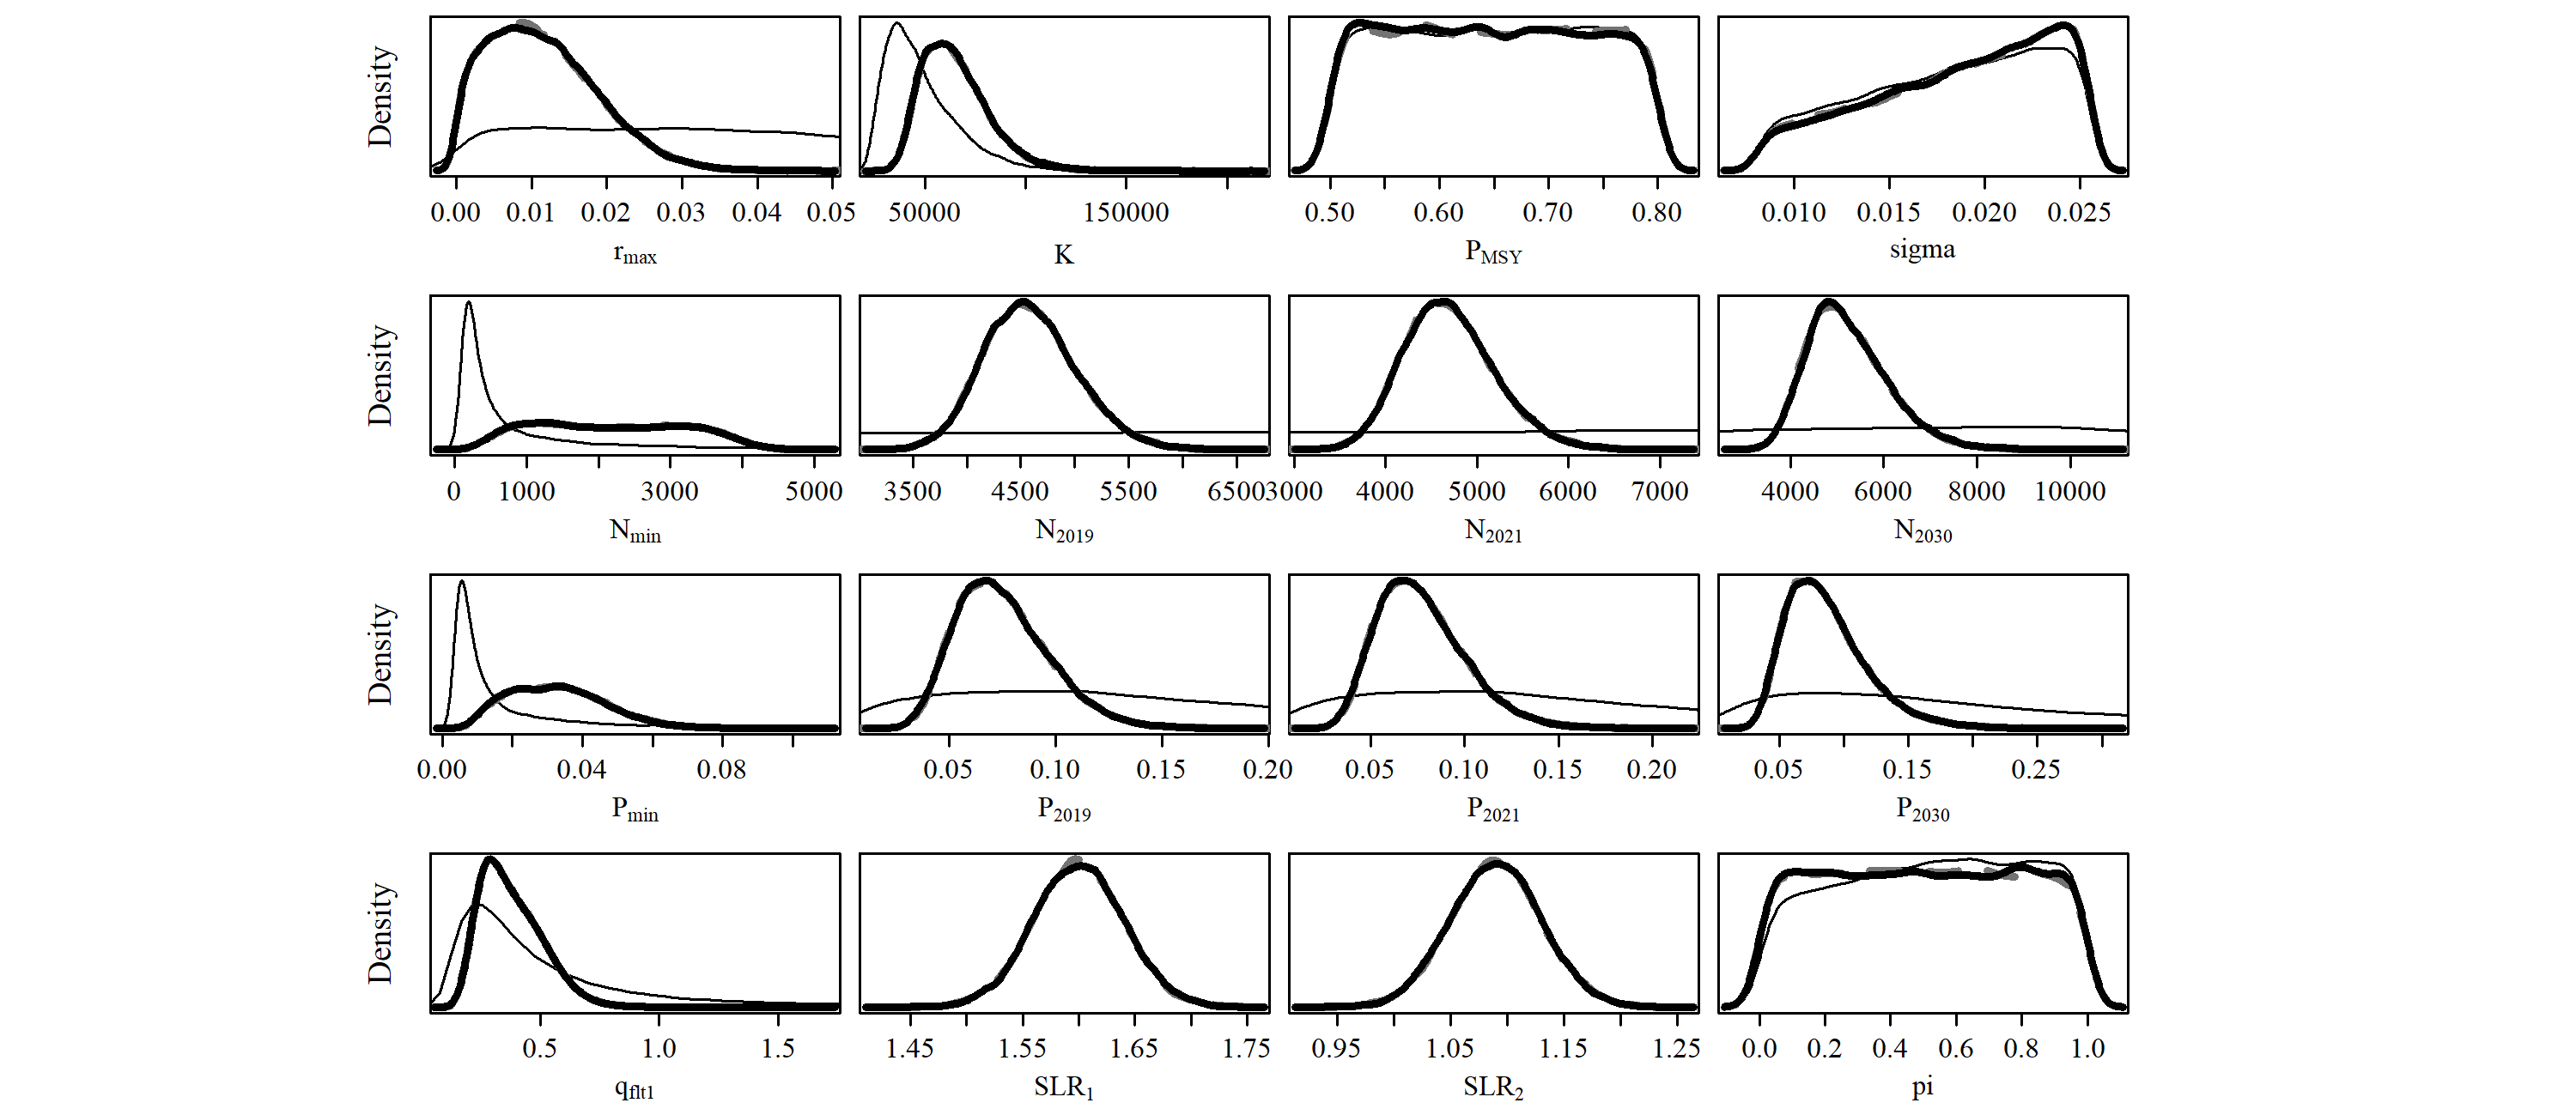 Density
0.00 0.01 0.02 0.03 0.04 0.05 50000 150000 0.50 0.60 0.70 0.80 0.010 0.015 0.020 0.025
rmax K PMSY sigma
Density
0 1000 3000 5000 3500 4500 5500 6500 3000 4000 5000 6000 7000 4000 6000 8000 10000
Nmin N2019 N2021 N2030
Density
0.00 0.04 0.08 0.05 0.10 0.15 0.20 0.05 0.10 0.15 0.20 0.05 0.15 0.25
Pmin P2019 P2021 P2030
Density
0.5 1.0 1.5 1.45 1.55 1.65 1.75 0.95 1.05 1.15 1.25 0.0 0.2 0.4 0.6 0.8 1.0
qflt1 SLR1 SLR2 pi